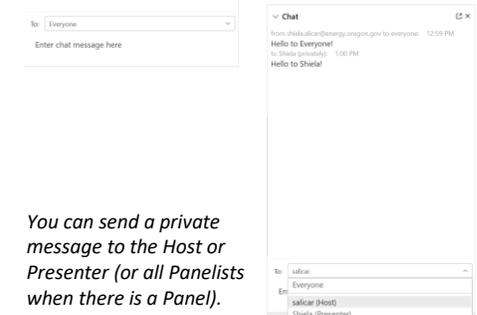 To: Everyone
Enter chat message here
Chat
from shiela.alicar@energy.oregon.gov to everyone: 12:59 PM
Hello to Everyone!
to Shiela (privately): 1:00 PM
Hello to Shiela!
You can send a private
message to the Host or
Presenter (or all Panelists
when there is a Panel).
To: salicar
Everyone
En
salicar (Host)
Shiela (Presenter)